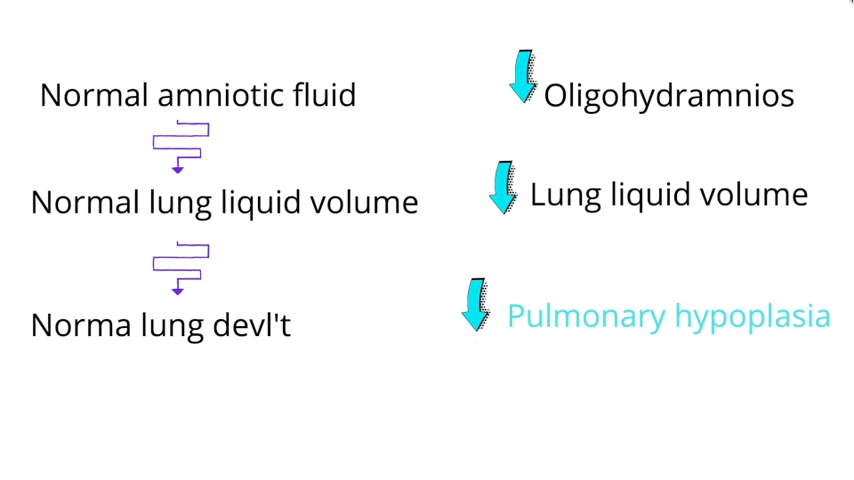 Normal amniotic fluid
Normal lung liquid volume
Norma lung devl't
Oligohydramnios
Lung liquid volume
Pulmonary hypoplasia